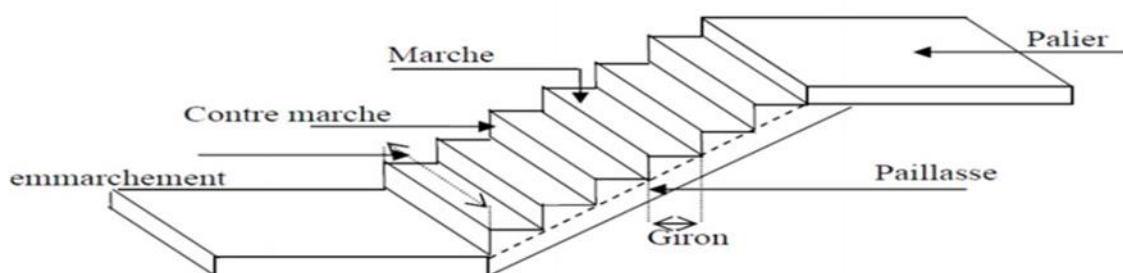 Palier
Marche
Contre marche
emmarchement
Paillasse
Giron